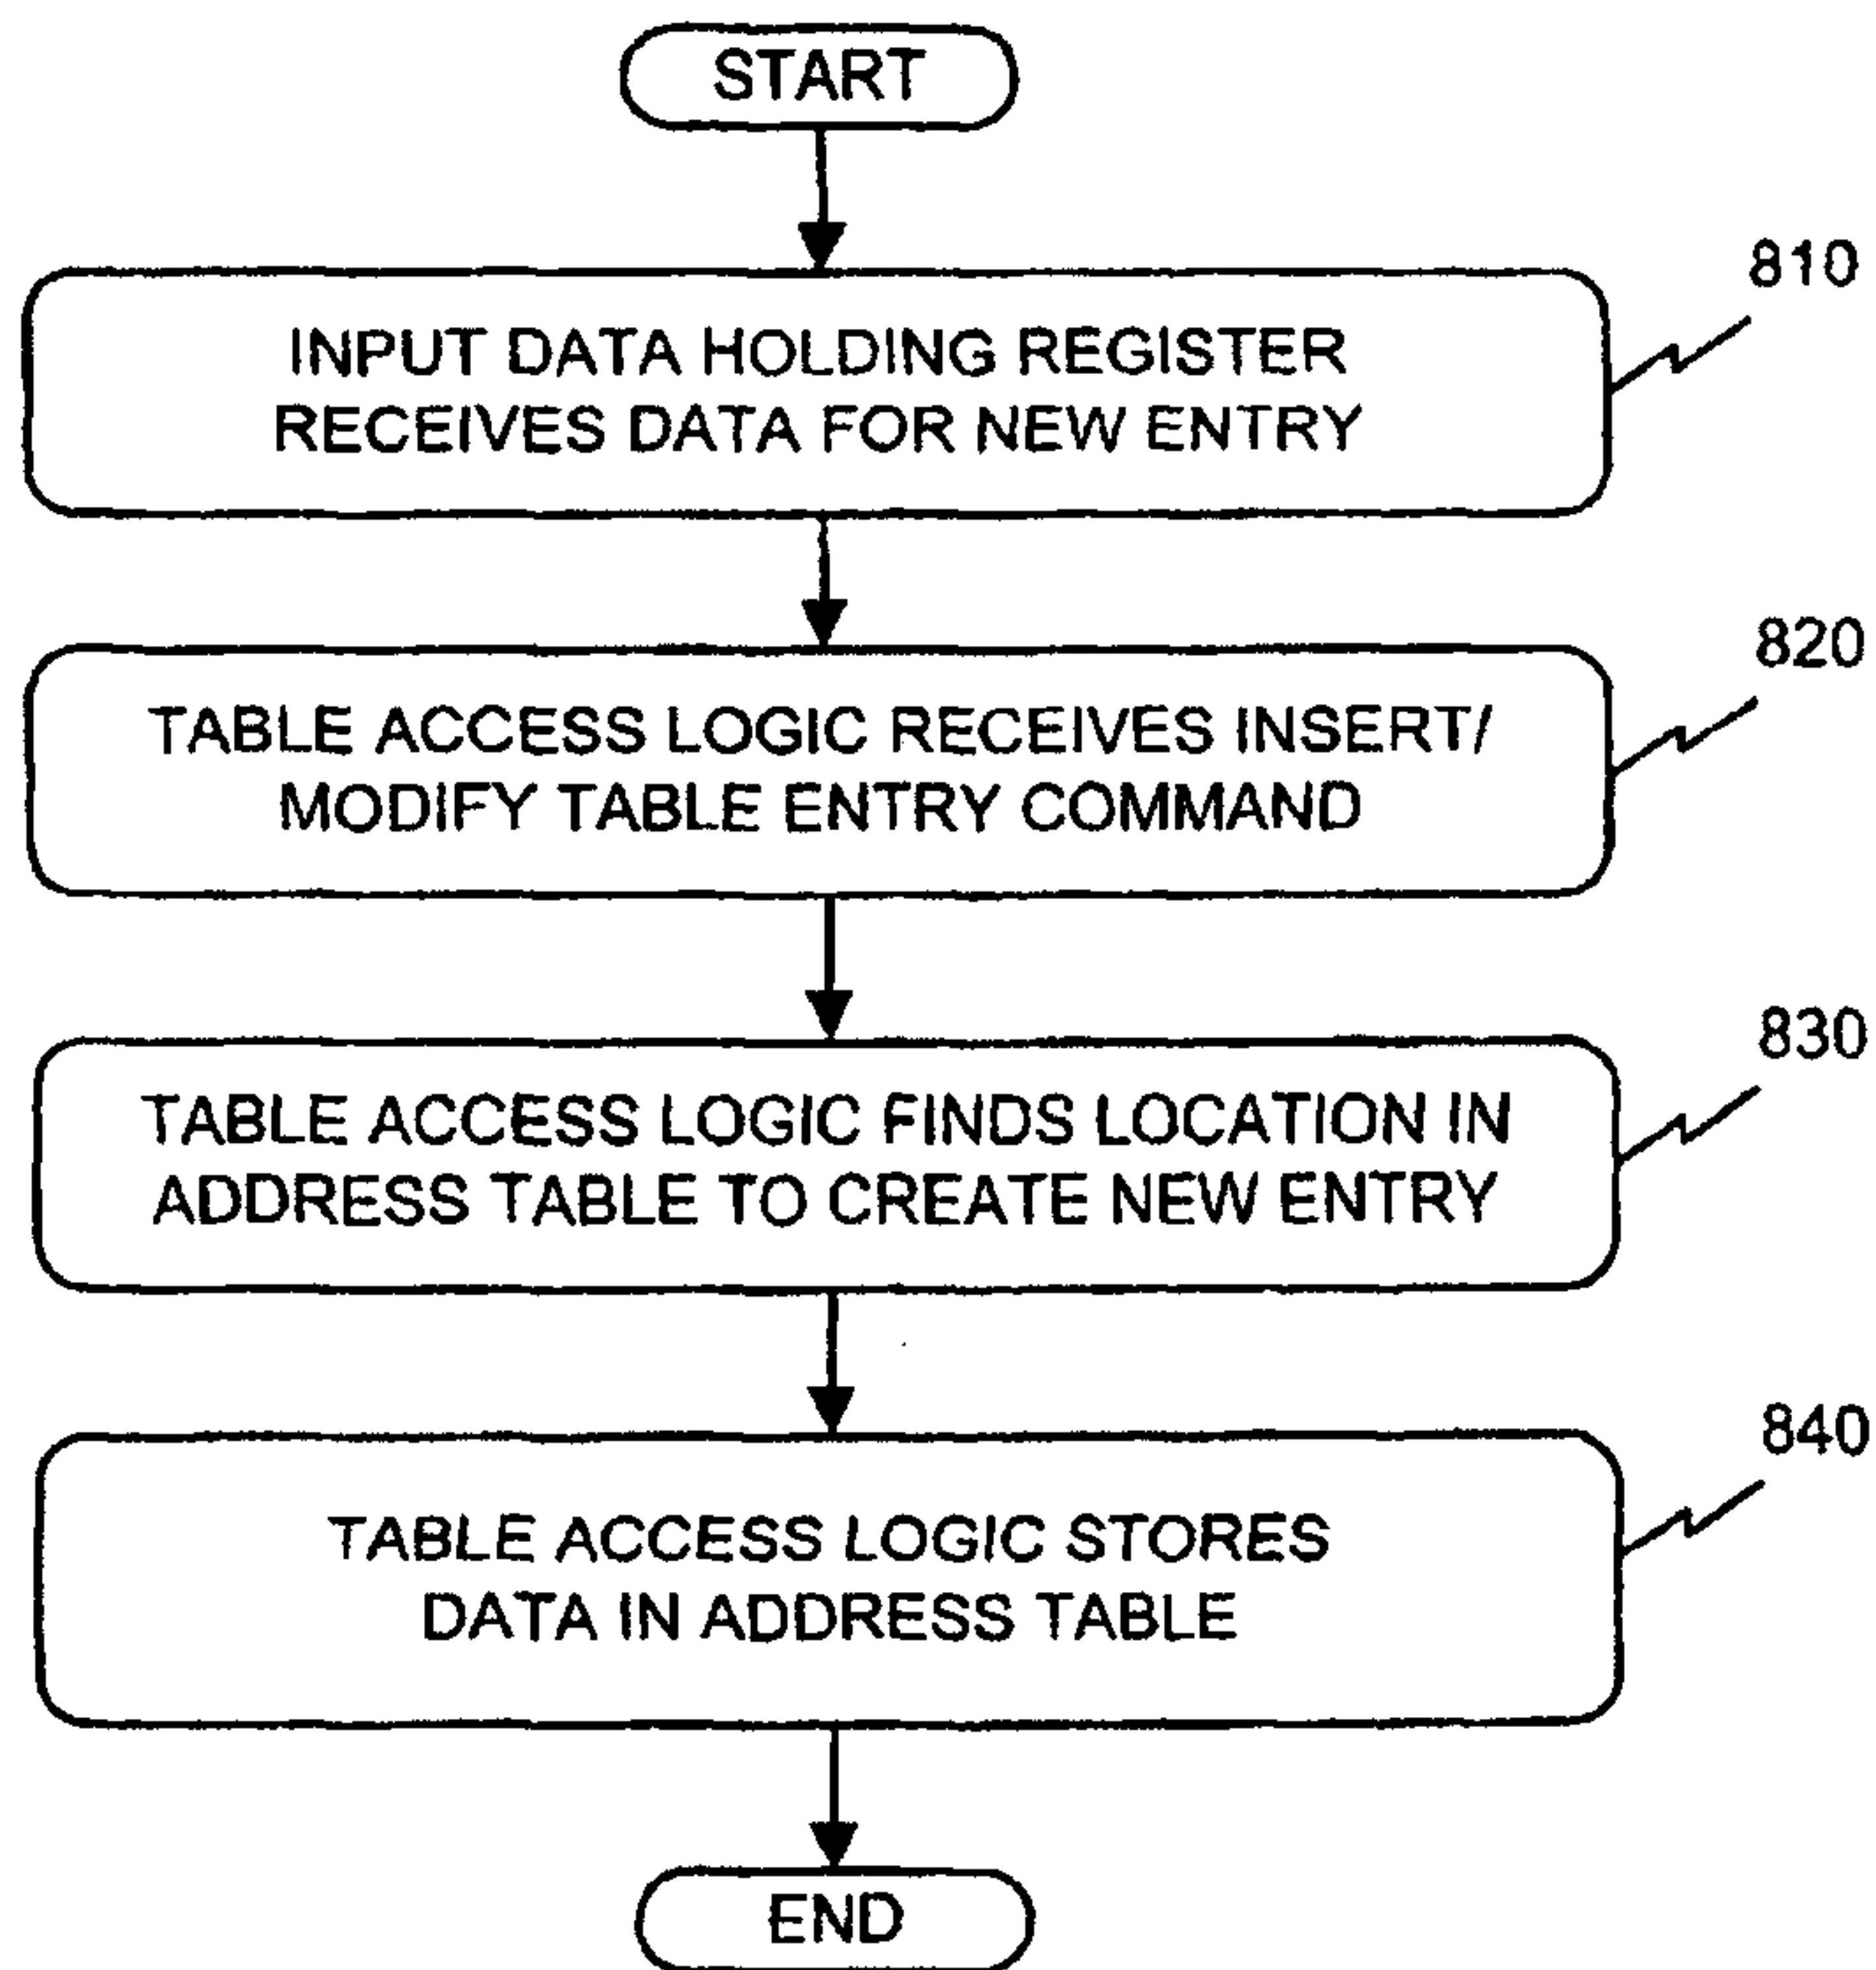 START
810
INPUT DATA HOLDING REGISTER
RECEIVES DATA FOR NEW ENTRY
820
TABLE ACCESS LOGIC RECEIVES INSERT/
MODIFY TABLE ENTRY COMMAND
830
TABLE ACCESS LOGIC FINDS LOCATION IN
ADDRESS TABLE TO CREATE NEW ENTRY
840
TABLE ACCESS LOGIC STORES
DATA IN ADDRESS TABLE
END